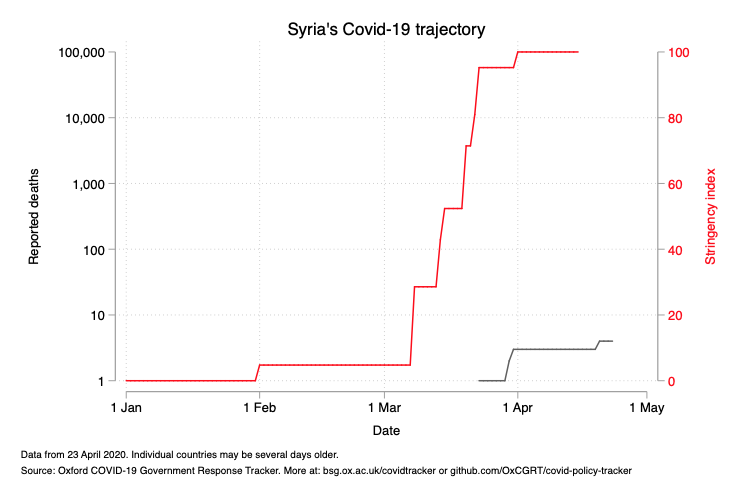 Syria's Covid-19 trajectory
100,000
10,000
1,000
100
10
1
Reported deaths
100
80
60
40
20
0
Stringency index
1 Jan
1 Feb
1 Mar
1 Apr
1 May
Date
Data from 23 April 2020. Individual countries may be several days older.
Source: Oxford COVID-19 Government Response Tracker. More at: bsg.ox.ac.uk/covidtracker or github.com/OxCGRT/covid-policy-tracker